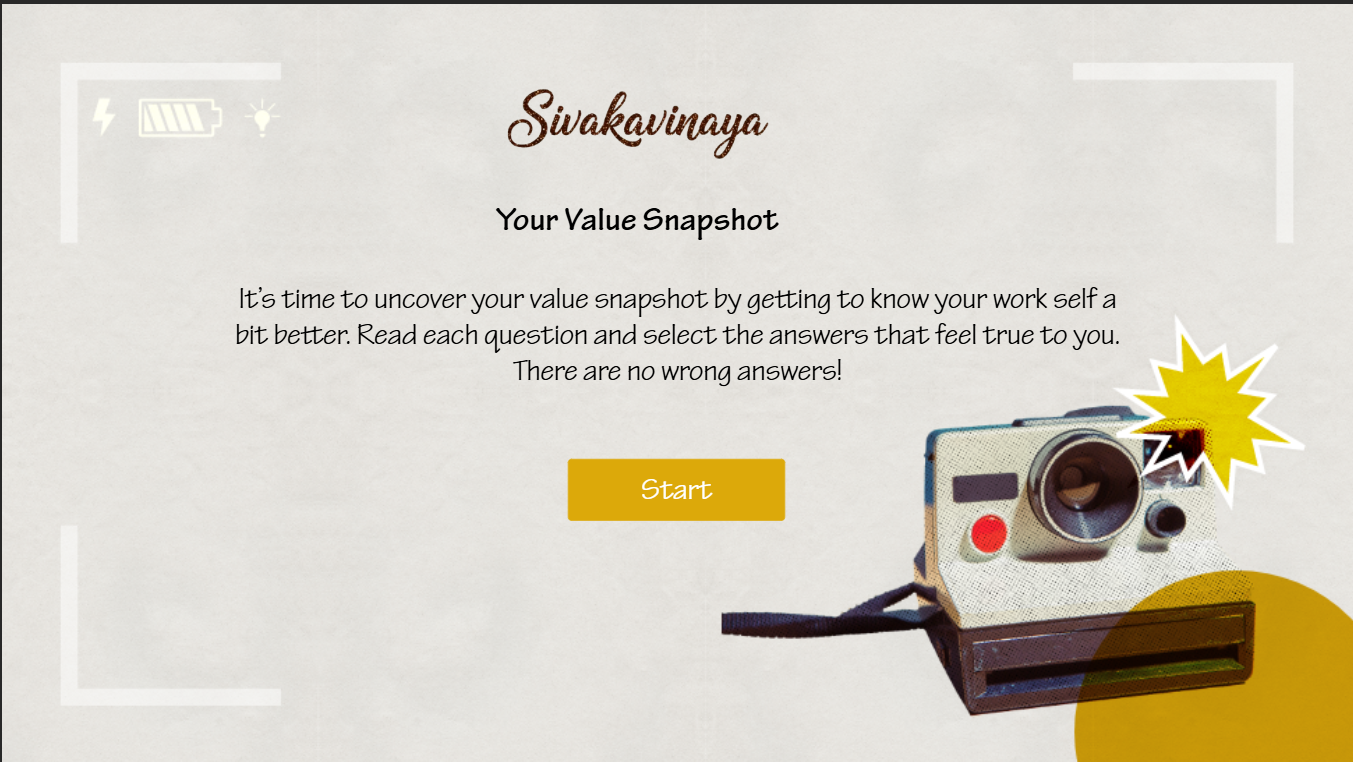 Sivakavinaya
Your Value Snapshot
It's time to uncover your value snapshot by getting to know your work self a
bit better. Read each question and select the answers that feel true to you.
There are no wrong answers!
Start